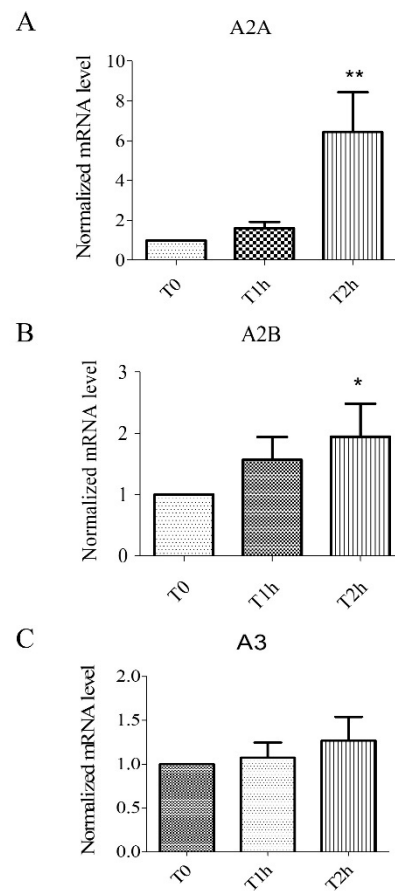 A
A2A
Normalized mRNA level
10
8
6
4
2
0
**
T0
T1h
T2h
B
A2B
Normalized mRNA level
3
2
1
0
*
T0
T1h
T2h
C
A3
Normalized mRNA level
2.0
1.5
1.0
0.5
0.0
T0
T1h
T2h